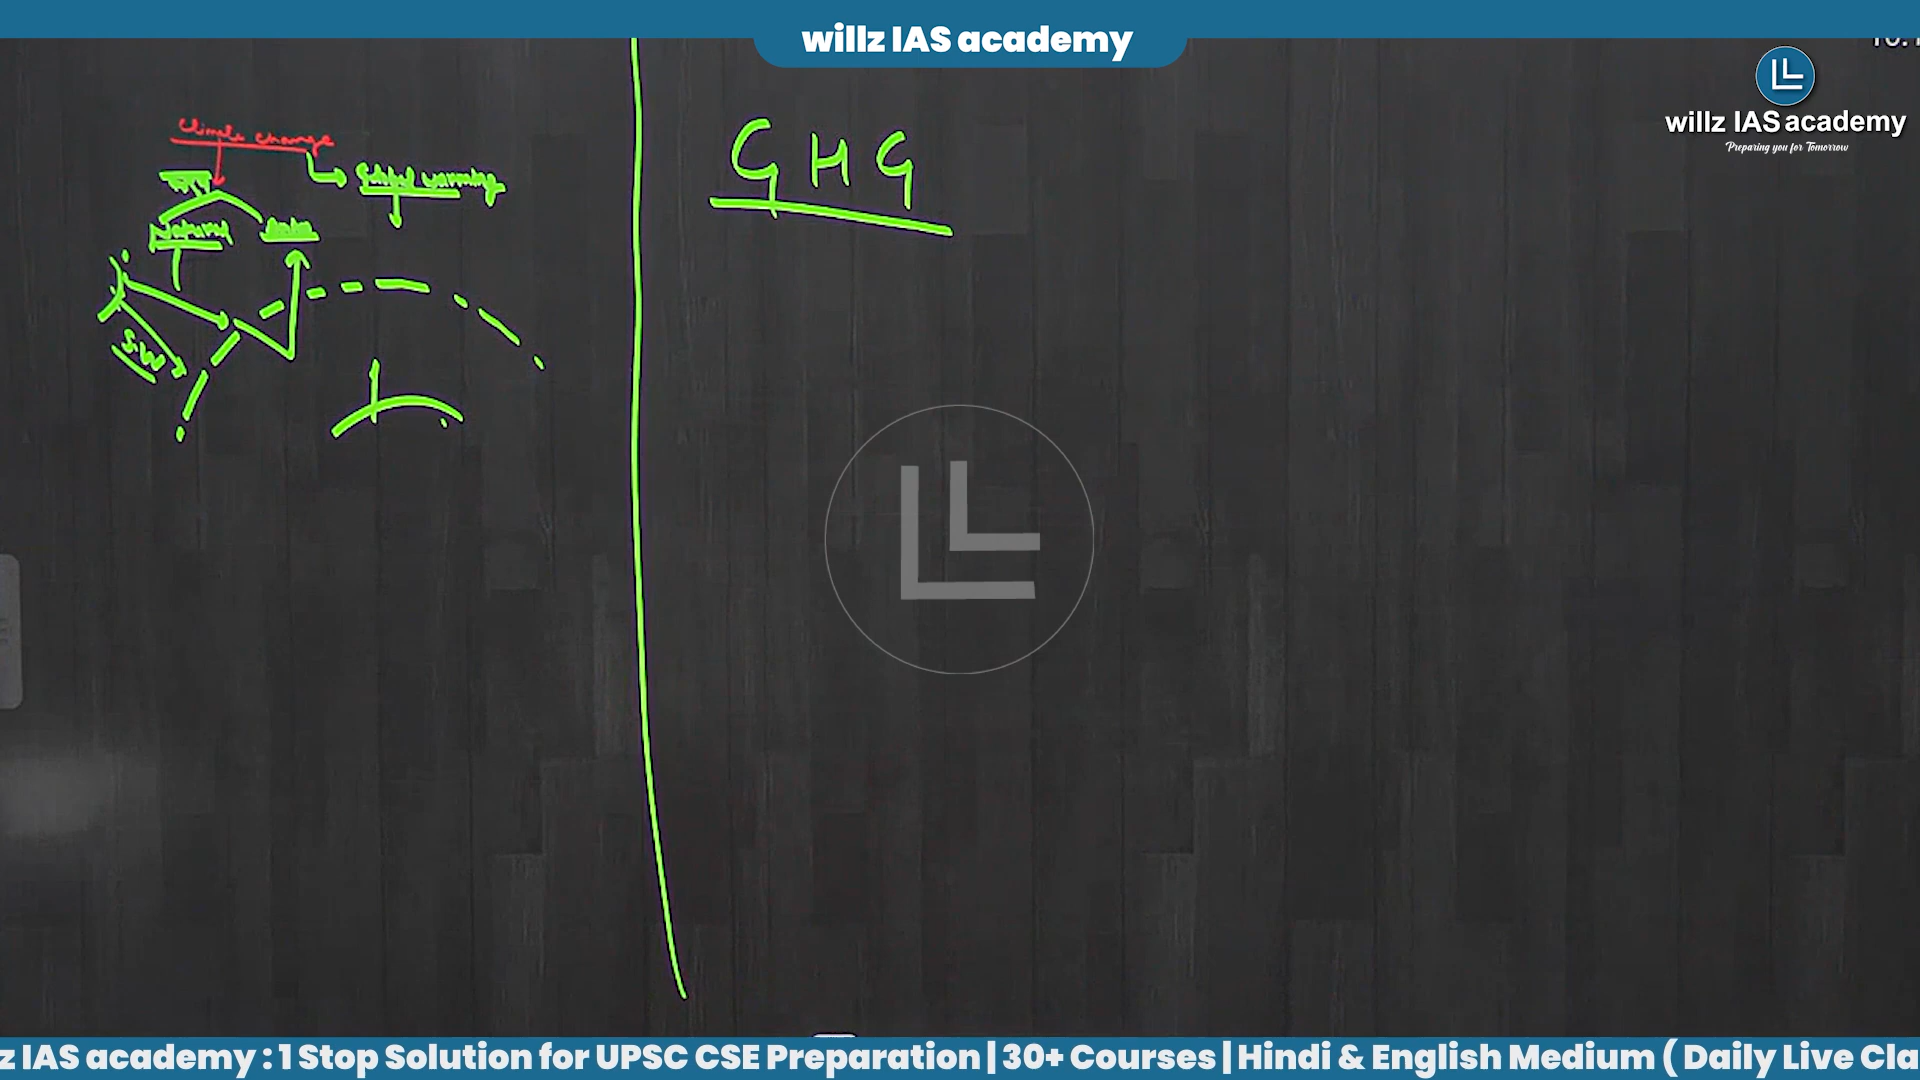 willz IAS academy
willz IAS academy
Preparing you for Tomorrow
Climate change
Global warming
Natural
GHG
S.W
z IAS academy : 1 Stop Solution for UPSC CSE Preparation | 30+ Courses | Hindi & English Medium ( Daily Live Cla